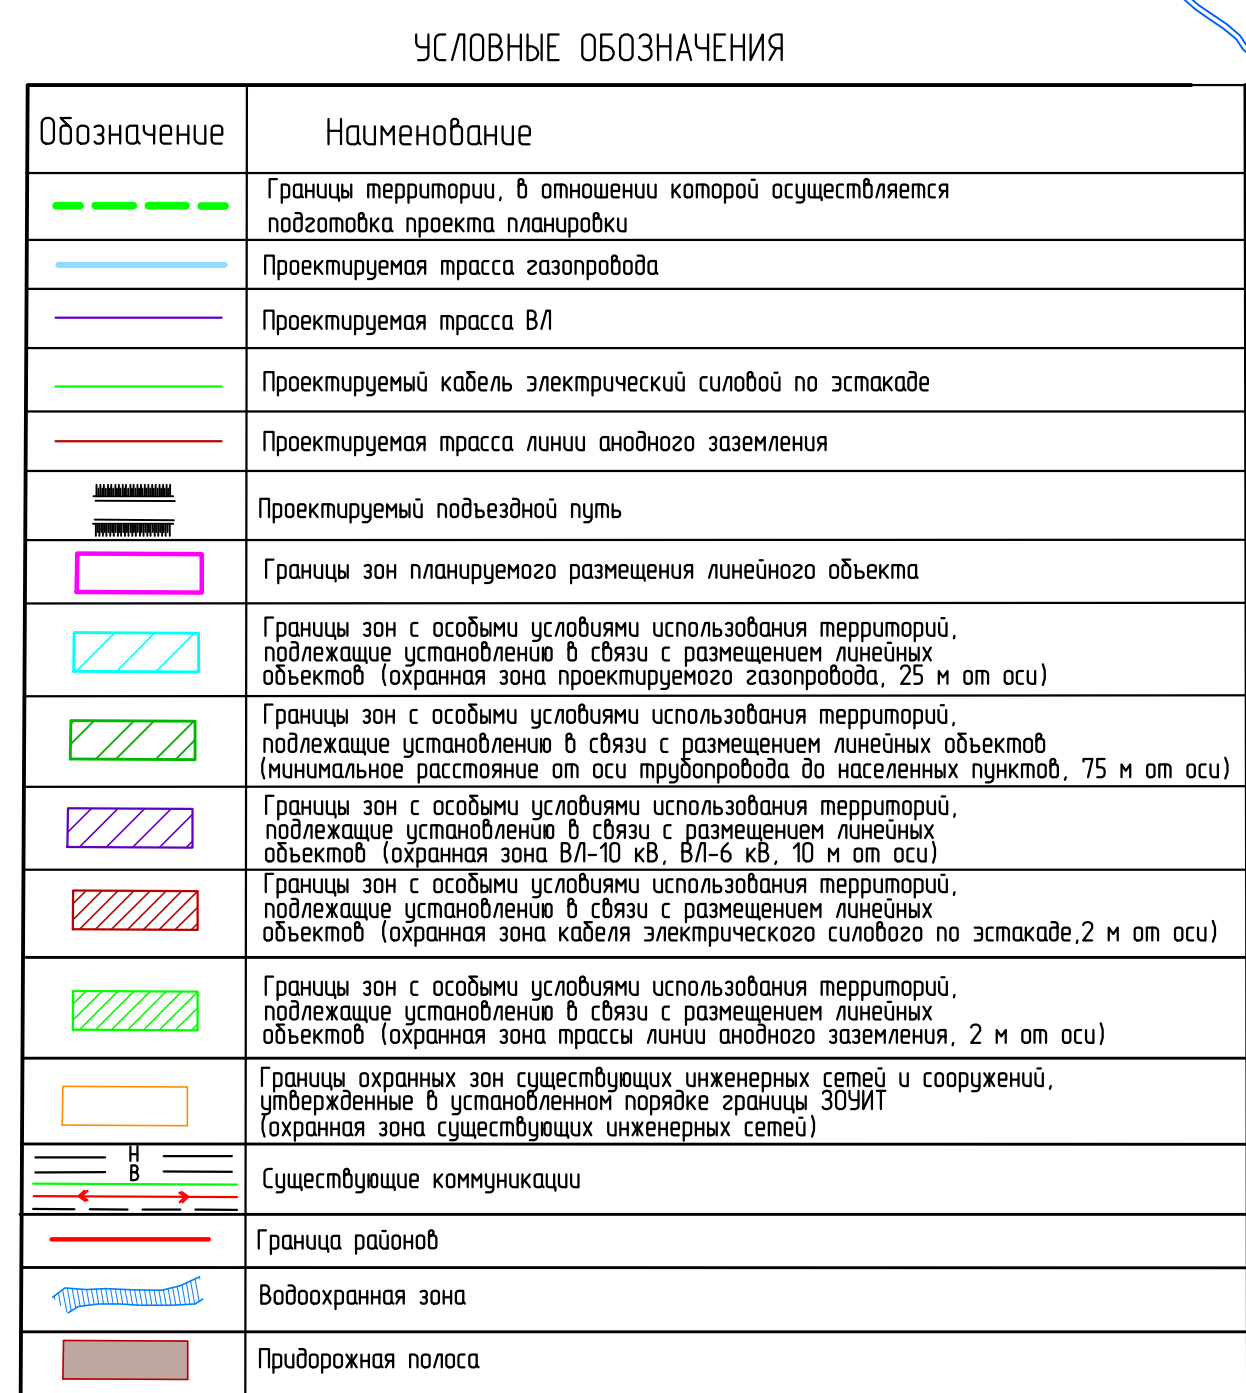 УСЛОВНЫЕ ОБОЗНАЧЕНИЯ
Обозначение
Наименование
Границы территории, в отношении которой осуществляется
подготовка проекта планировки
Проектируемая трасса газопровода
Проектируемая трасса ВЛ
Проектируемый кабель электрический силовой по эстакаде
Проектируемая трасса линии анодного заземления
Проектируемый подъездной путь
Границы зон планируемого размещения линейного объекта
Границы зон с особыми условиями использования территорий,
подлежащие установлению в связи с размещением линейных
объектов (охранная зона проектируемого газопровода, 25 м от оси)
Границы зон с особыми условиями использования территорий,
подлежащие установлению в связи с размещением линейных объектов
(минимальное расстояние от оси трубопровода до населенных пунктов, 75 м от оси)
Границы зон с особыми условиями использования территорий,
подлежащие установлению в связи с размещением линейных
объектов (охранная зона ВЛ-10 кВ, ВЛ-6 кВ, 10 м от оси)
Границы зон с особыми условиями использования территорий,
подлежащие установлению в связи с размещением линейных
объектов (охранная зона кабеля электрического силового по эстакаде,2 м от оси)
Границы зон с особыми условиями использования территорий,
подлежащие установлению в связи с размещением линейных
объектов (охранная зона трассы линии анодного заземления, 2 м от оси)
Границы охранных зон существующих инженерных сетей и сооружений,
утвержденные в установленном порядке границы ЗОУИТ
(охранная зона существующих инженерных сетей)
Н
В
Существующие коммуникации
Граница районов
Водоохранная зона
Придорожная полоса